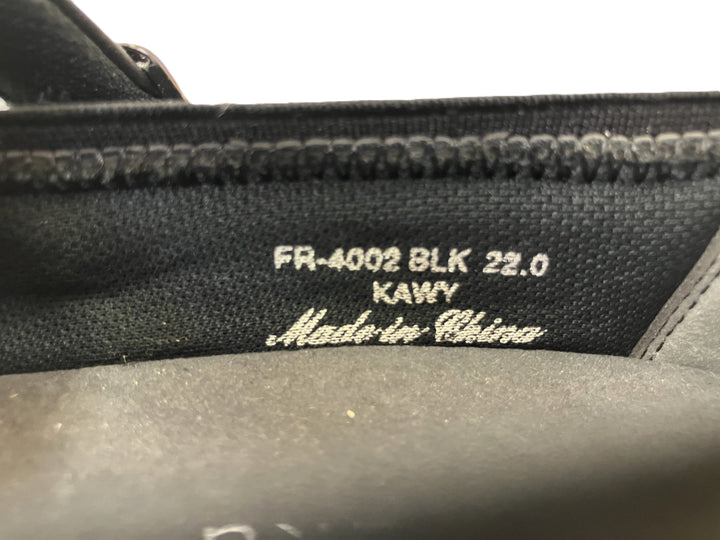 FR-4002 BLK 22.0
KAWY
Made in China